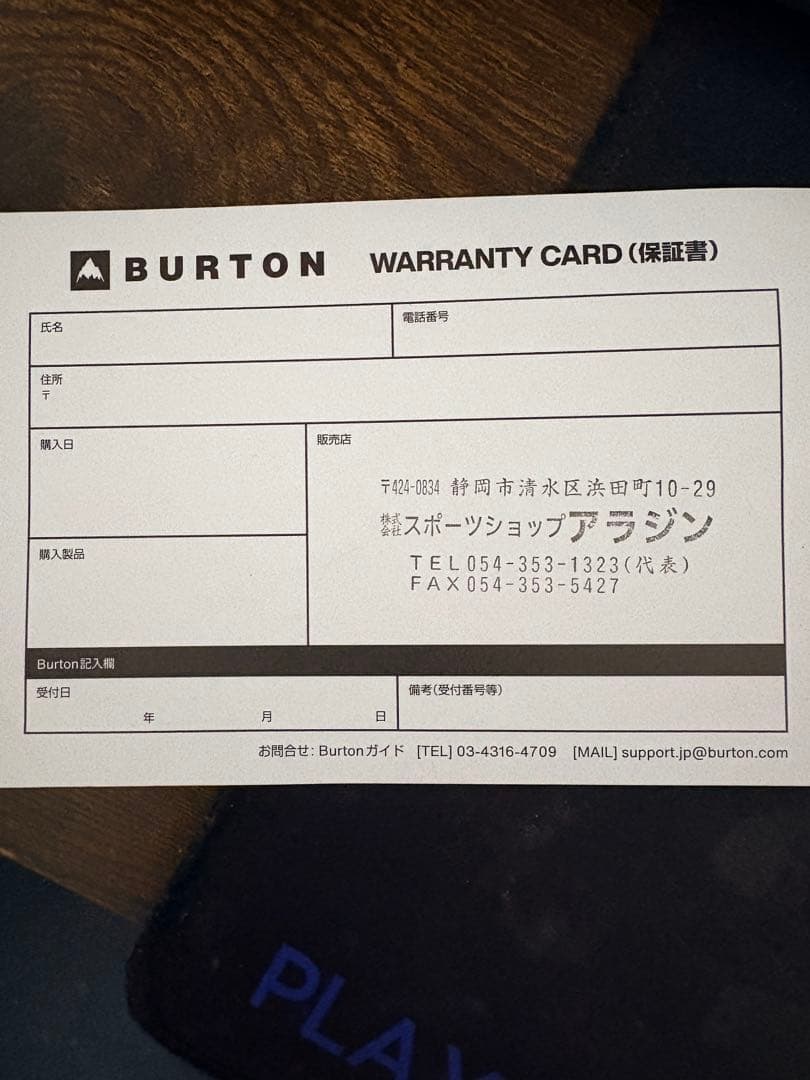 BURTON WARRANTY CARD（保証書）
氏名
電話番号
住所
〒
購入日
販売店
〒424-0834 静岡市清水区浜田町10-29
株式会社スポーツショップアラジン
TEL054-353-1323(代表)
FAX054-353-5427
購入製品
Burton記入欄
受付日
年 月 日
備考(受付番号等)
お問合せ: Burtonガイド [TEL] 03-4316-4709 [MAIL] support.jp@burton.com
PLAY